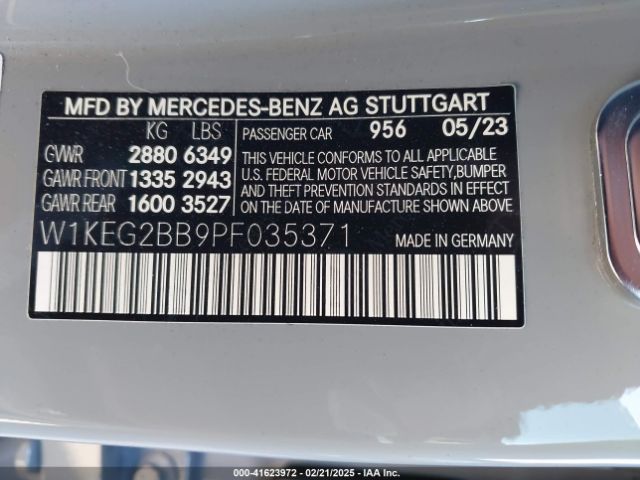 MFD BY MERCEDES-BENZ AG STUTTGART
KG LBS PASSENGER CAR 956 05/23
GVWR 2880 6349
GAWR FRONT 1335 2943
GAWR REAR 1600 3527
THIS VEHICLE CONFORMS TO ALL APPLICABLE
U.S. FEDERAL MOTOR VEHICLE SAFETY, BUMPER
AND THEFT PREVENTION STANDARDS IN EFFECT
ON THE DATE OF MANUFACTURE SHOWN ABOVE
W1KEG2BB9PF035371 MADE IN GERMANY
000-41623972 — 02/21/2025 — IAA Inc.